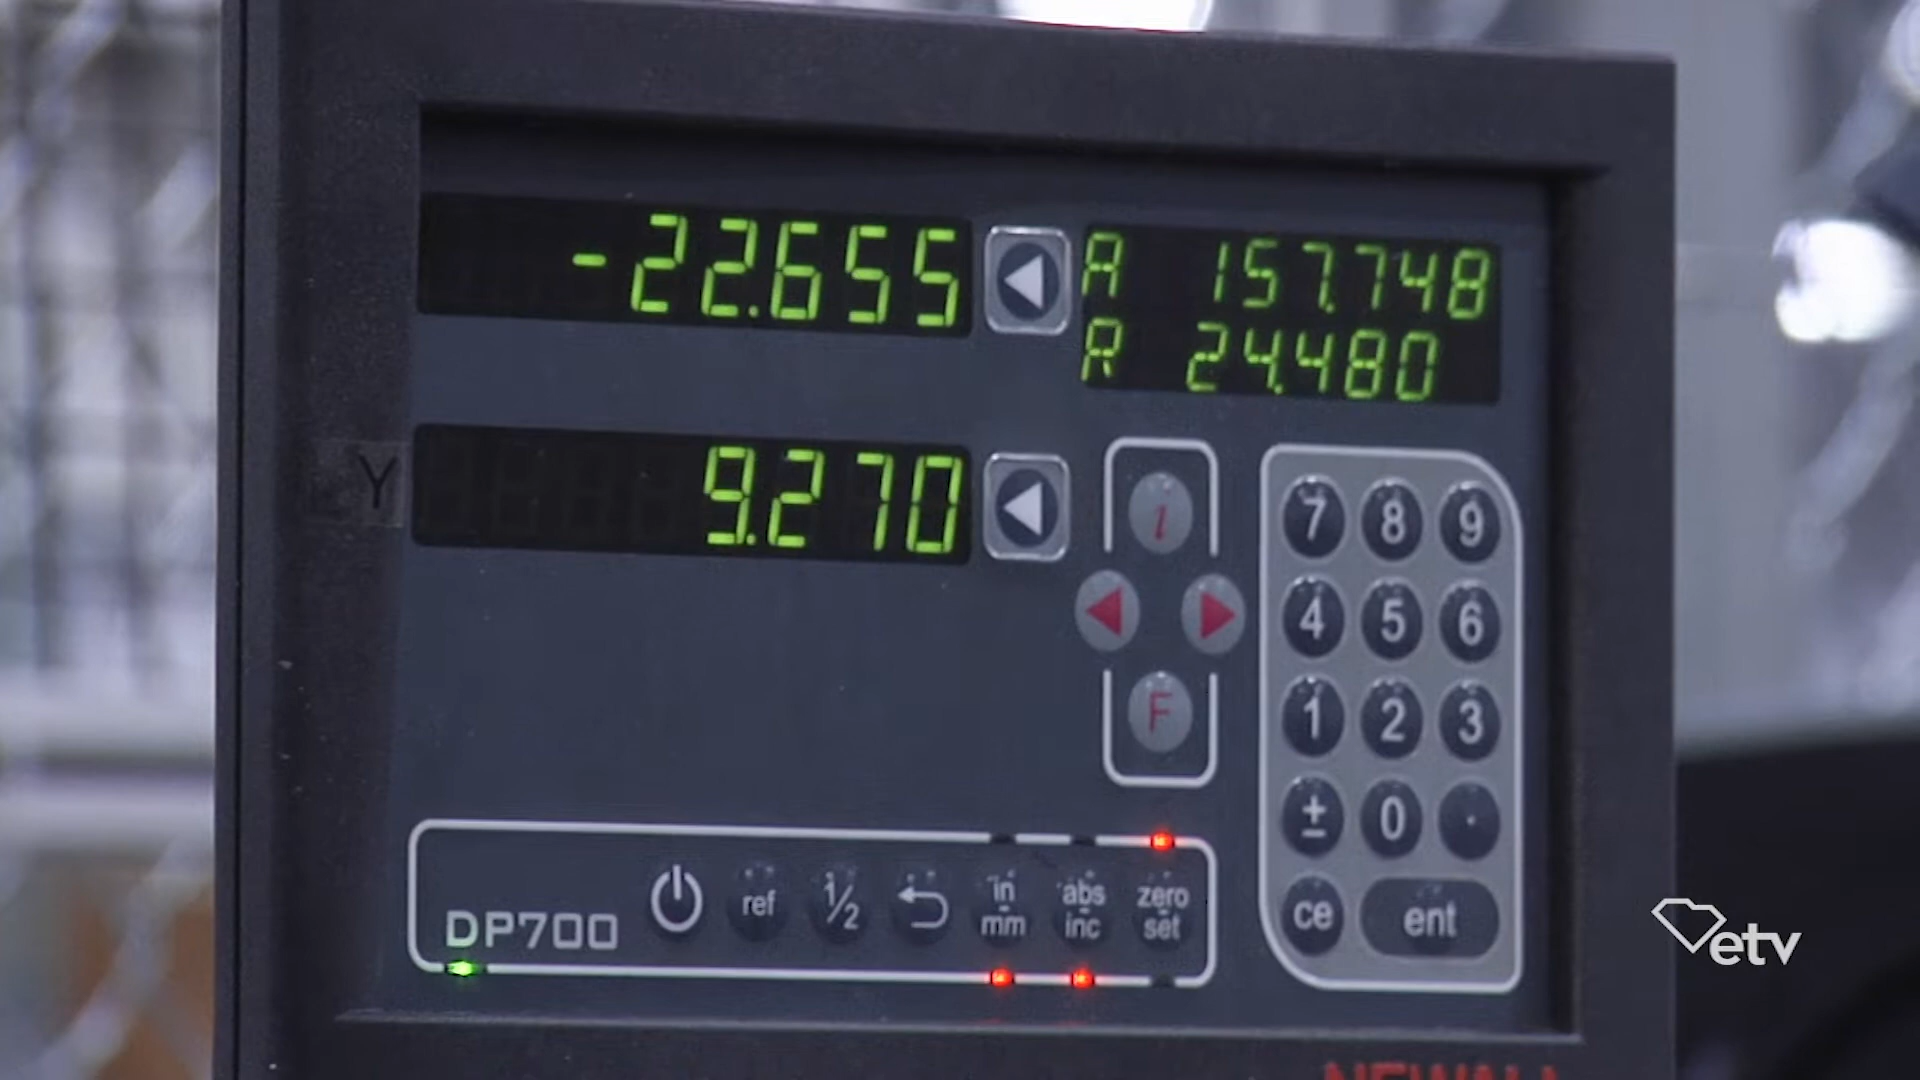 -22.655
A 157.748
R 24.480
Y
9.270
i
F
7 8 9
4 5 6
1 2 3
± 0 .
ce ent
DP700
ref
½
in
mm
abs
inc
zero
set
etv